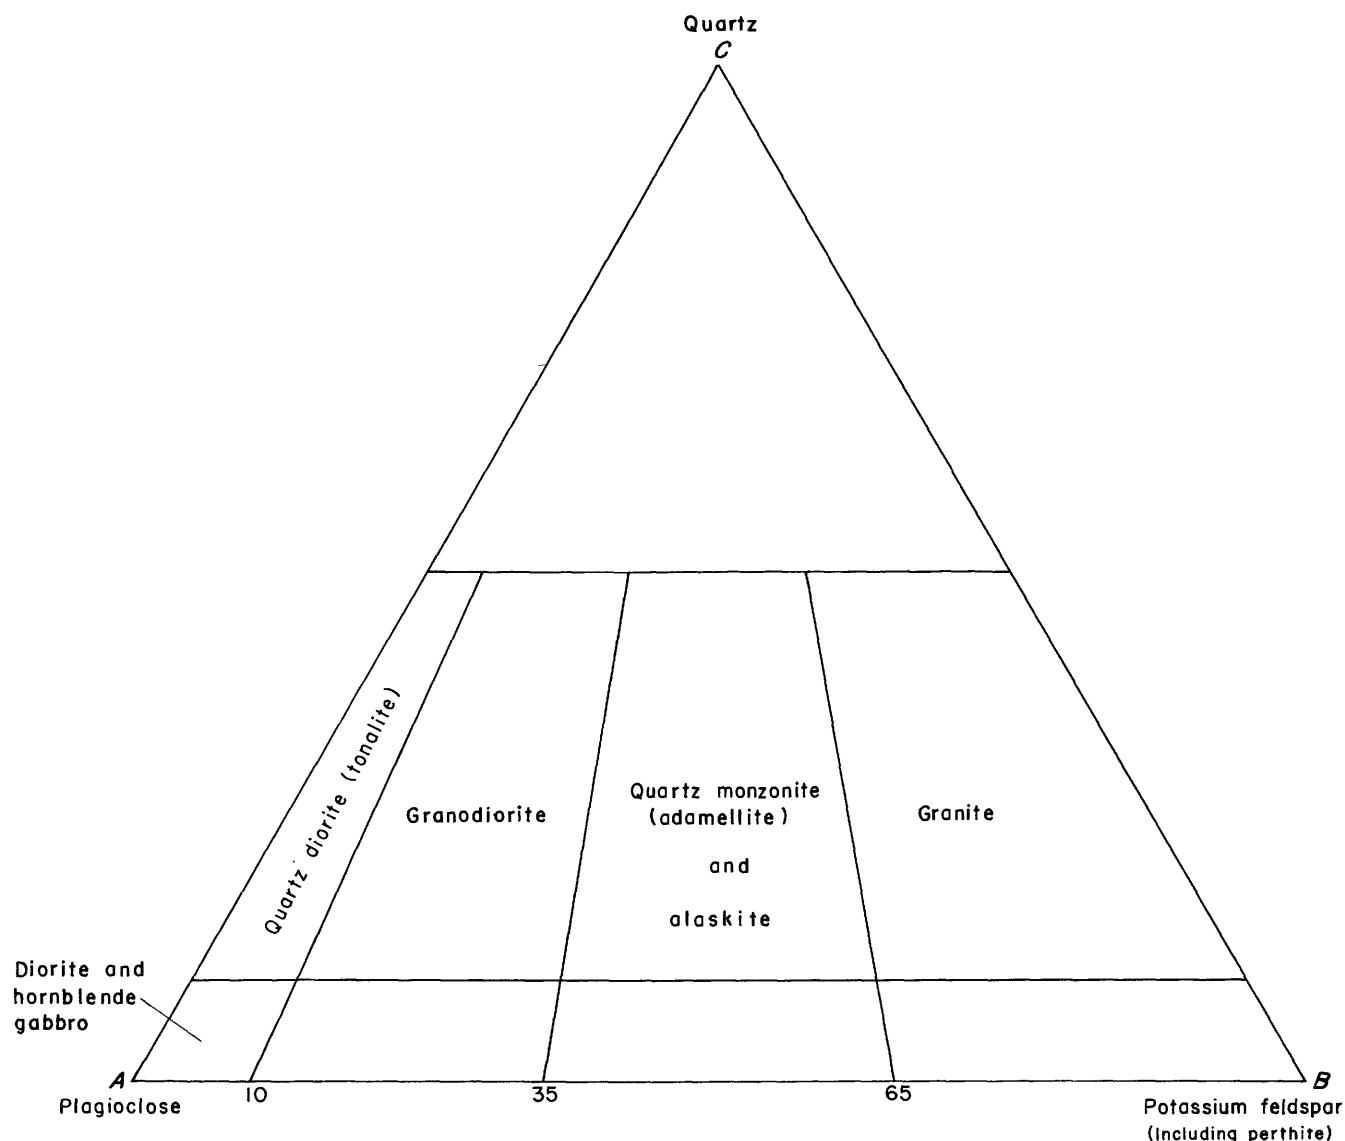 Quartz
C
Quartz diorite (tonalite)
Granodiorite
Quartz monzonite
(adamellite)
and
alaskite
Granite
Diorite and
hornblende
gabbro
A
10
35
65
B
Plagioclose
Potassium feldspar
(Including perthite)